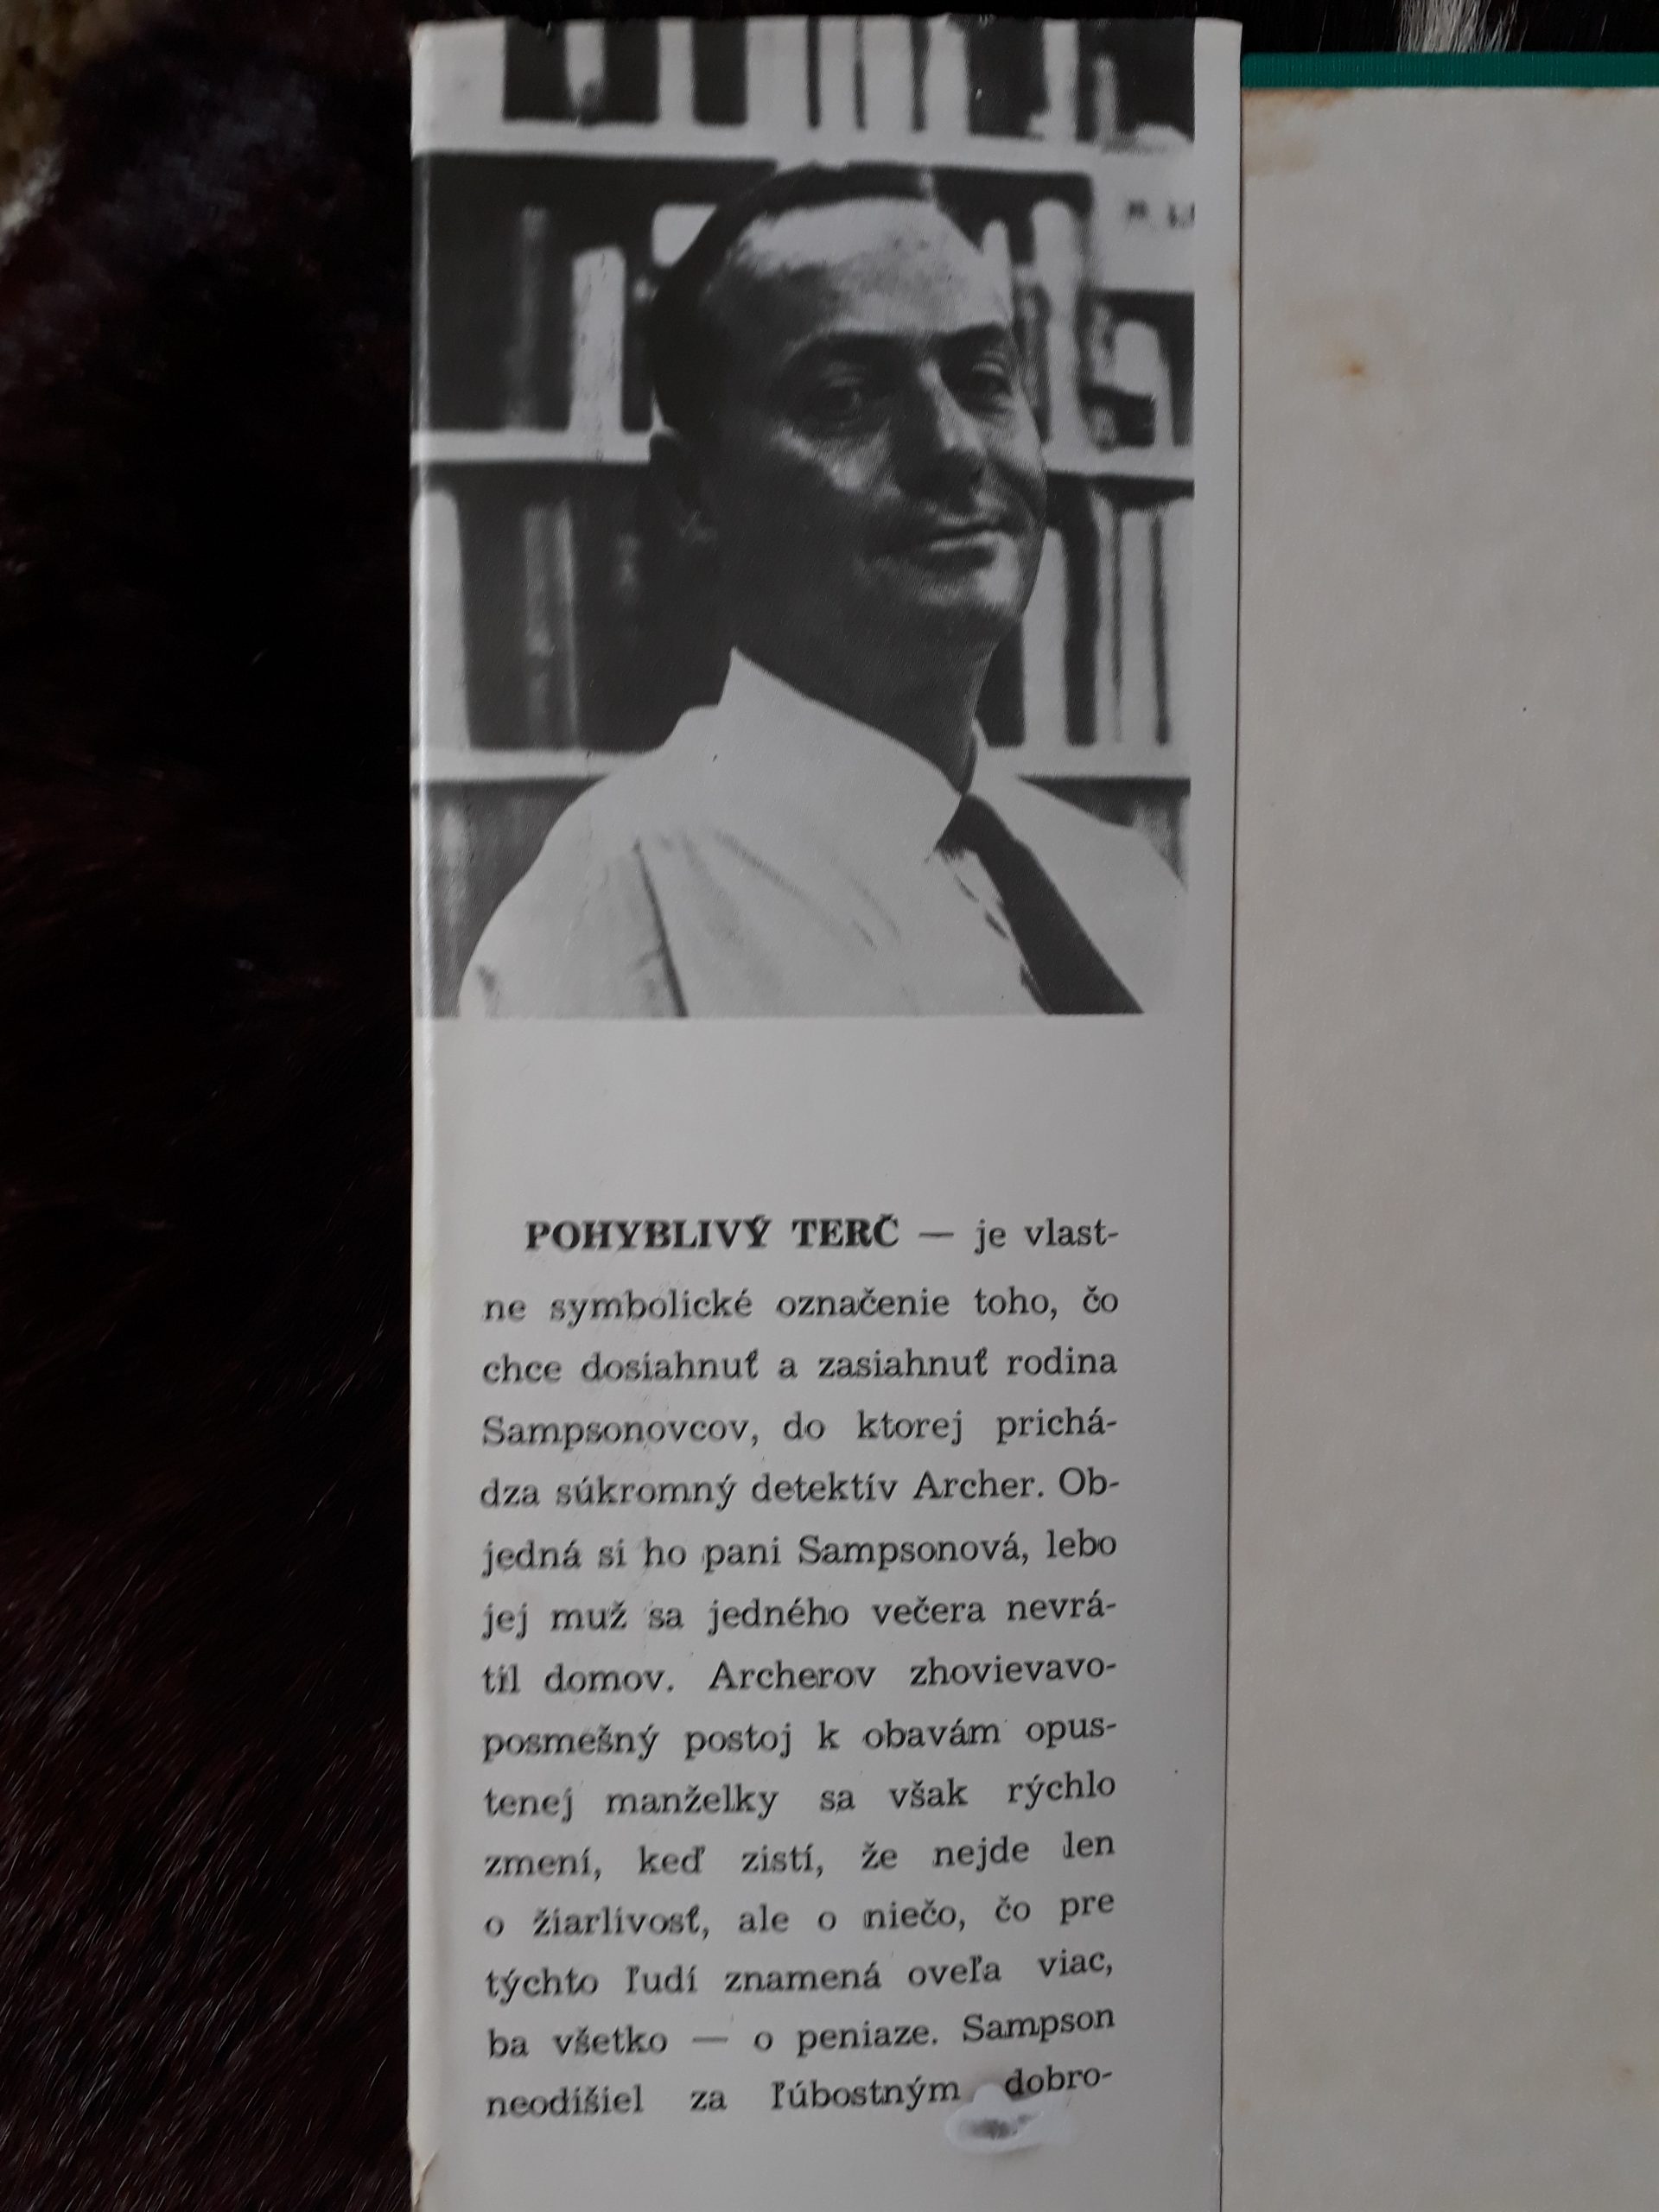 POHYBLIVÝ TERČ — je vlast-
ne symbolické označenie toho, čo
chce dosiahnuť a zasiahnuť rodina
Sampsonovcov, do ktorej prichá-
dza súkromný detektív Archer. Ob-
jedná si ho pani Sampsonová, lebo
jej muž sa jedného večera nevrá-
til domov. Archerov zhovievavo-
posmešný postoj k obavám opus-
tenej manželky sa však rýchlo
zmení, keď zistí, že nejde len
o žiarlivosť, ale o niečo, čo pre
týchto ľudí znamená oveľa viac,
ba všetko — o peniaze. Sampson
neodišiel za ľúbostným dobro-